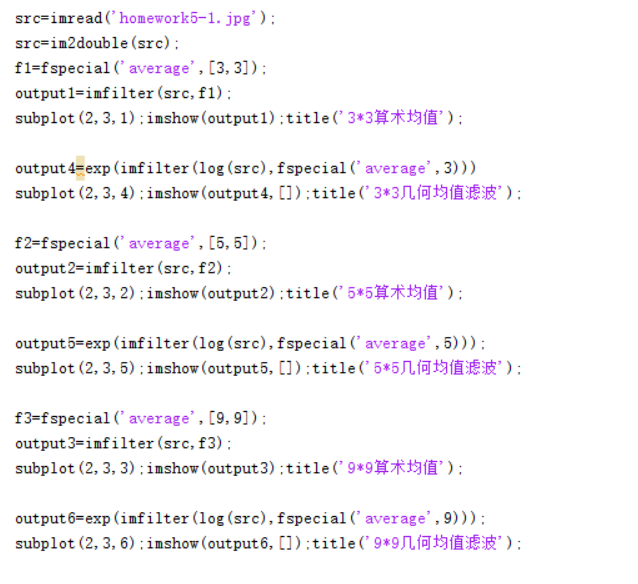 src=imread('homework5-1.jpg');
src=im2double(src);
f1=fspecial('average',[3,3]);
output1=imfilter(src,f1);
subplot(2,3,1);imshow(output1);title('3*3算术均值');
output4=exp(imfilter(log(src),fspecial('average',3)))
subplot(2,3,4);imshow(output4,[]);title('3*3几何均值滤波');
f2=fspecial('average',[5,5]);
output2=imfilter(src,f2);
subplot(2,3,2);imshow(output2);title('5*5算术均值');
output5=exp(imfilter(log(src),fspecial('average',5)));
subplot(2,3,5);imshow(output5,[]);title('5*5几何均值滤波');
f3=fspecial('average',[9,9]);
output3=imfilter(src,f3);
subplot(2,3,3);imshow(output3);title('9*9算术均值');
output6=exp(imfilter(log(src),fspecial('average',9)));
subplot(2,3,6);imshow(output6,[]);title('9*9几何均值滤波');